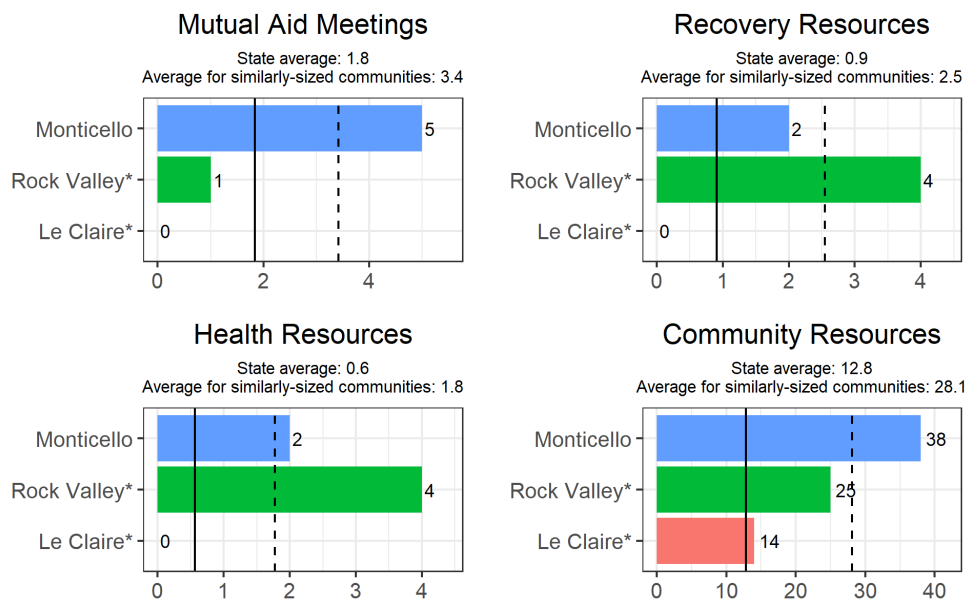 Mutual Aid Meetings
State average: 1.8
Average for similarly-sized communities: 3.4
Monticello
5
Rock Valley*
1
Le Claire*
0
0 2 4
Recovery Resources
State average: 0.9
Average for similarly-sized communities: 2.5
Monticello
2
Rock Valley*
4
Le Claire*
0
0 1 2 3 4
Health Resources
State average: 0.6
Average for similarly-sized communities: 1.8
Monticello
2
Rock Valley*
4
Le Claire*
0
0 1 2 3 4
Community Resources
State average: 12.8
Average for similarly-sized communities: 28.1
Monticello
38
Rock Valley*
25
Le Claire*
14
0 10 20 30 40